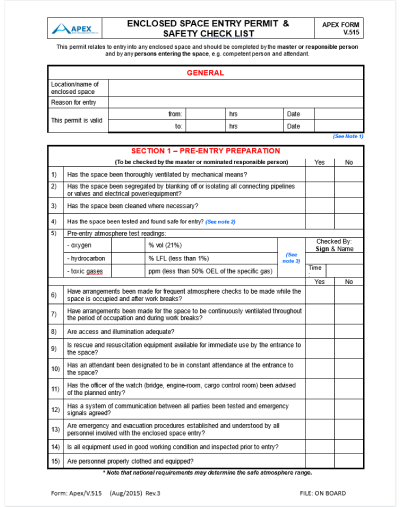 APEX
ENCLOSED SPACE ENTRY PERMIT &
SAFETY CHECK LIST
APEX FORM
V.515
This permit relates to entry into any enclosed space and should be completed by the master or responsible person
and by any persons entering the space, e.g. competent person and attendant.
GENERAL
Location/name of
enclosed space
Reason for entry
This permit is valid
from: hrs Date
to: hrs Date
(See Note 1)
SECTION 1 – PRE-ENTRY PREPARATION
(To be checked by the master or nominated responsible person) Yes No
1) Has the space been thoroughly ventilated by mechanical means?
2) Has the space been segregated by blanking off or isolating all connecting pipelines
or valves and electrical power/equipment?
3) Has the space been cleaned where necessary?
4) Has the space been tested and found safe for entry? (See note 2)
5) Pre-entry atmosphere test readings:
- oxygen % vol (21%)
- hydrocarbon % LFL (less than 1%)
- toxic gases ppm (less than 50% OEL of the specific gas)
(See
note 3)
Checked By:
Sign & Name
Time
:
Yes No
6) Have arrangements been made for frequent atmosphere checks to be made while the
space is occupied and after work breaks?
7) Have arrangements been made for the space to be continuously ventilated throughout
the period of occupation and during work breaks?
8) Are access and illumination adequate?
9) Is rescue and resuscitation equipment available for immediate use by the entrance to
the space?
10) Has an attendant been designated to be in constant attendance at the entrance to
the space?
11) Has the officer of the watch (bridge, engine-room, cargo control room) been advised
of the planned entry?
12) Has a system of communication between all parties been tested and emergency
signals agreed?
13) Are emergency and evacuation procedures established and understood by all
personnel involved with the enclosed space entry?
14) Is all equipment used in good working condition and inspected prior to entry?
15) Are personnel properly clothed and equipped?
* Note that national requirements may determine the safe atmosphere range.
Form: Apex/V.515 (Aug/2015) Rev.3 FILE: ON BOARD